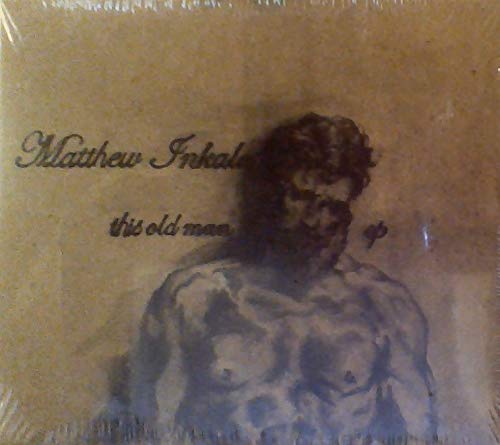 Matthew Inkal
this old man ep